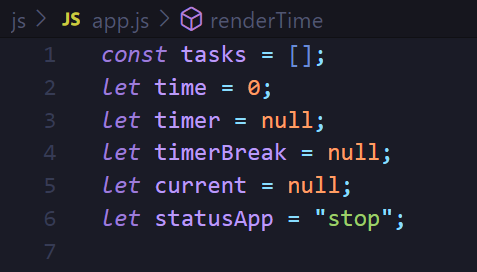 js > JS app.js > renderTime
1 const tasks = [];
2 let time = 0;
3 let timer = null;
4 let timerBreak = null;
5 let current = null;
6 let statusApp = "stop";
7